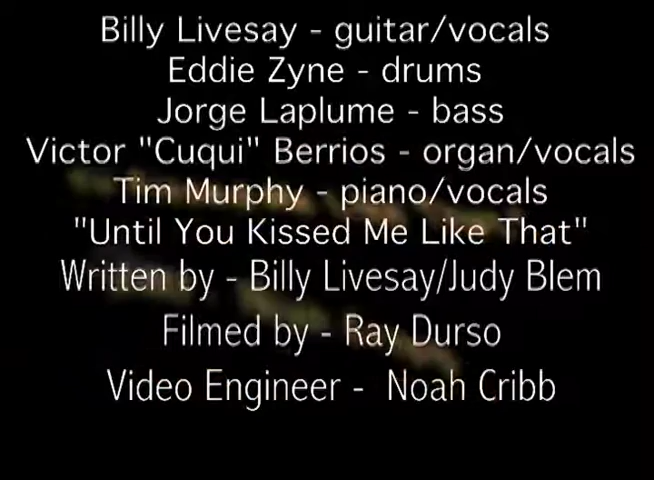 Billy Livesay - guitar/vocals
Eddie Zyne - drums
Jorge Laplume - bass
Victor "Cuqui" Berrios - organ/vocals
Tim Murphy - piano/vocals
"Until You Kissed Me Like That"
Written by - Billy Livesay/Judy Blem
Filmed by - Ray Durso
Video Engineer -  Noah Cribb